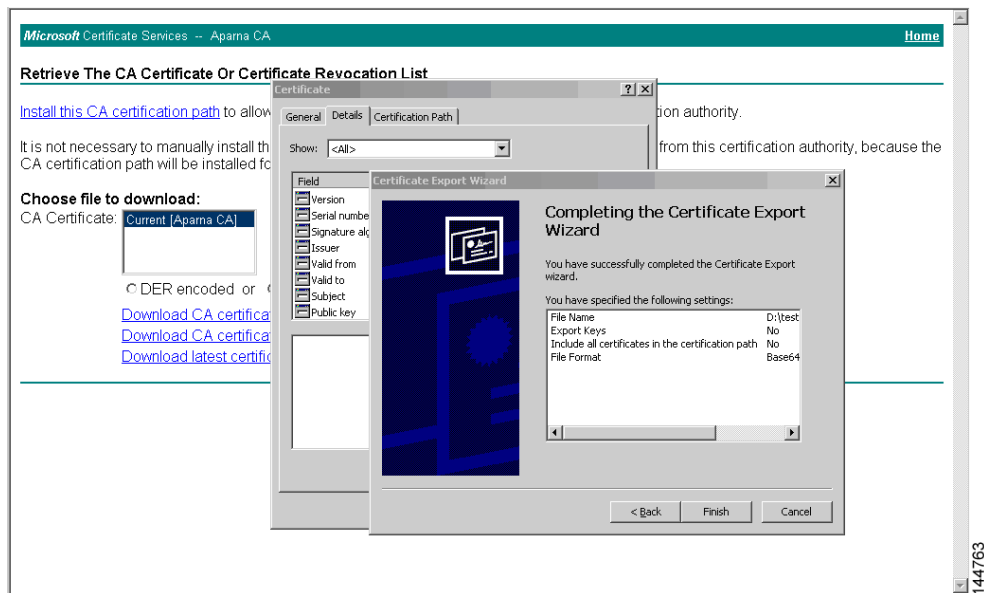 Microsoft Certificate Services -- Aparna CA Home
Retrieve The CA Certificate Or Certificate Revocation List
Install this CA certification path to allow
ion authority.
It is not necessary to manually install th
from this certification authority, because the
CA certification path will be installed fo
Choose file to download:
CA Certificate: Current [Aparna CA]
DER encoded or
Download CA certifica
Download CA certifica
Download latest certific
Certificate
General Details Certification Path
Show: <All>
Field
Version
Serial numbe
Signature alg
Issuer
Valid from
Valid to
Subject
Public key
Certificate Export Wizard
Completing the Certificate Export
Wizard
You have successfully completed the Certificate Export
wizard.
You have specified the following settings:
File Name D:\test
Export Keys No
Include all certificates in the certification path No
File Format Base64
< Back Finish Cancel
144763